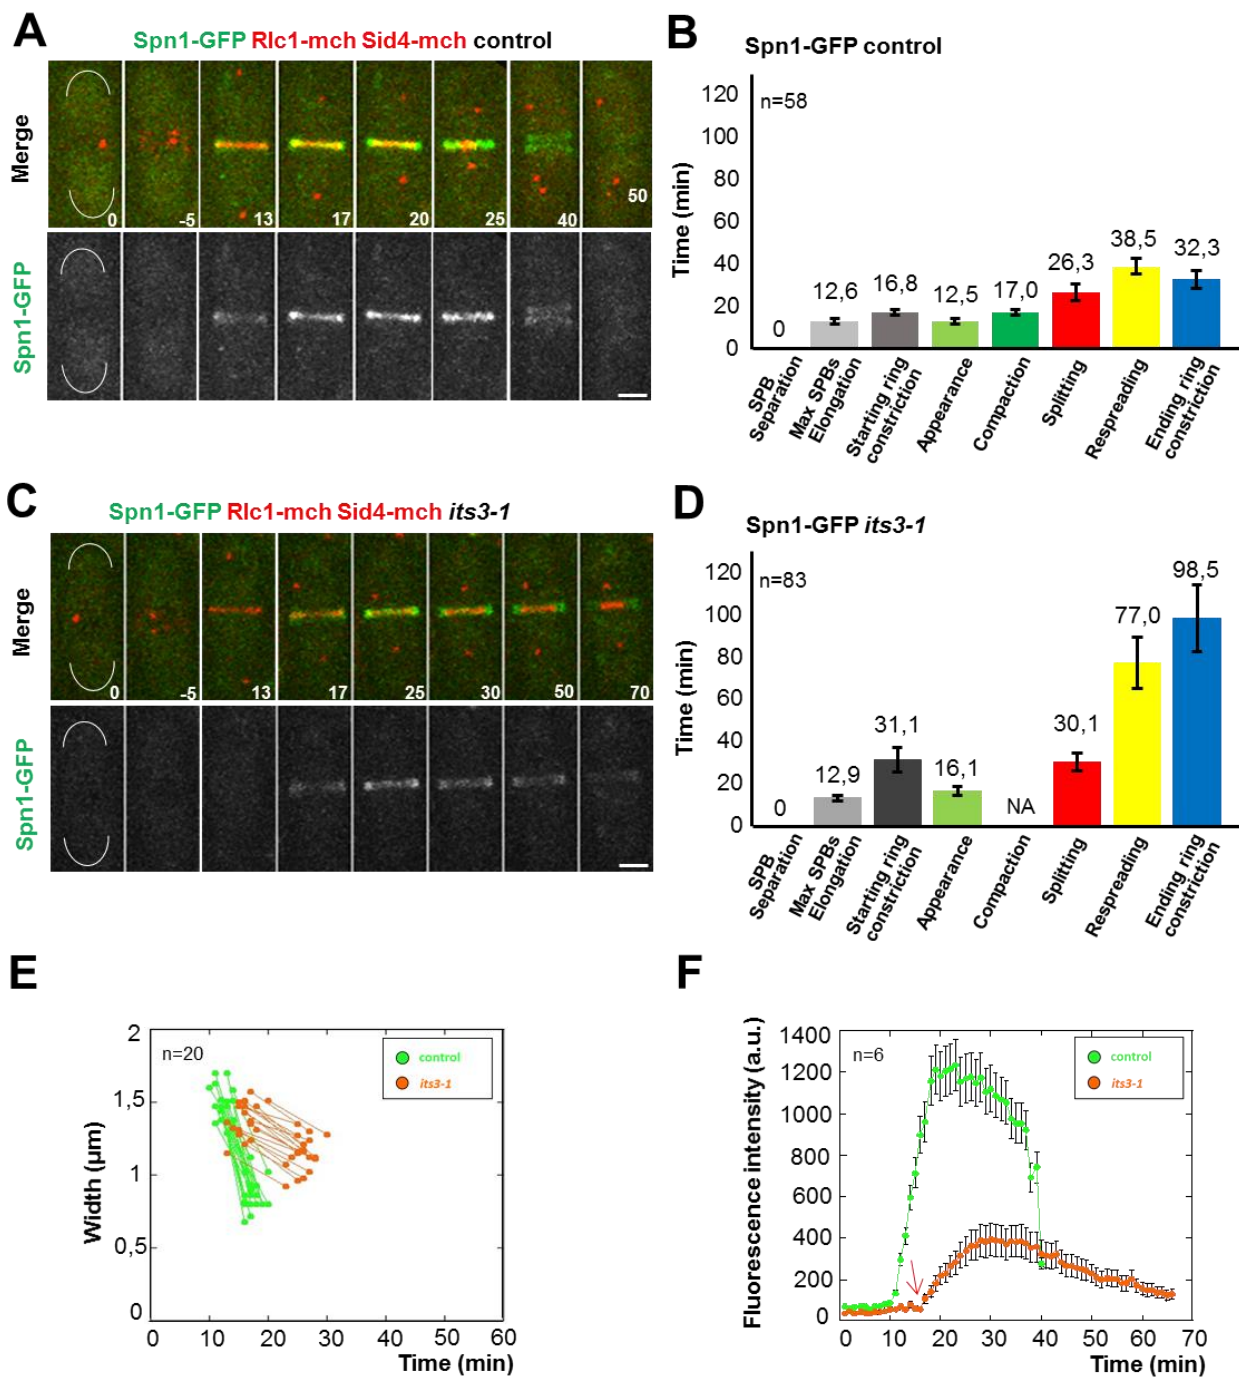 A
Spn1-GFP Rlc1-mch Sid4-mch control
Merge
0 -5 13 17 20 25 40 50
Spn1-GFP
B
Spn1-GFP control
n=58
Time (min)
120
100
80
60
40
20
0
0
12,6
16,8
12,5
17,0
26,3
38,5
32,3
SPB
Separation
Max SPBs
Elongation
Starting ring
constriction
Appearance
Compaction
Splitting
Respreading
Ending ring
constriction
C
Spn1-GFP Rlc1-mch Sid4-mch its3-1
Merge
0 -5 13 17 25 30 50 70
Spn1-GFP
D
Spn1-GFP its3-1
n=83
Time (min)
120
100
80
60
40
20
0
0
12,9
31,1
16,1
NA
30,1
77,0
98,5
SPB
Separation
Max SPBs
Elongation
Starting ring
constriction
Appearance
Compaction
Splitting
Respreading
Ending ring
constriction
E
n=20
control
its3-1
Width (µm)
2
1,5
1
0,5
0
0 10 20 30 40 50 60
Time (min)
F
n=6
control
its3-1
Fluorescence intensity (a.u.)
1400
1200
1000
800
600
400
200
0
0 10 20 30 40 50 60 70
Time (min)